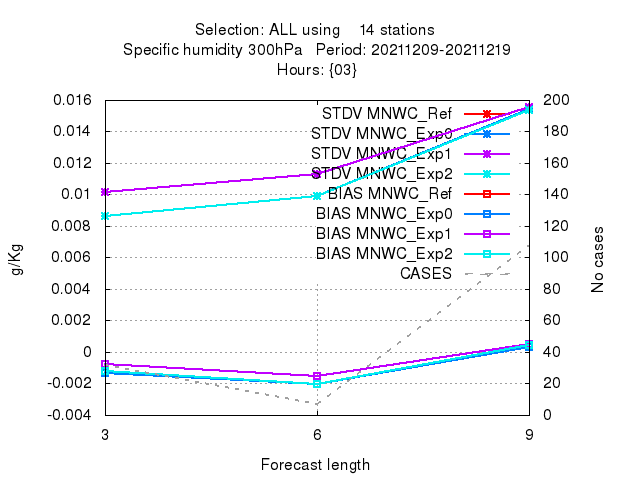 Selection: ALL using 14 stations
Specific humidity 300hPa Period: 20211209-20211219
Hours: {03}
0.016
0.014
0.012
0.01
0.008
0.006
0.004
0.002
0
-0.002
-0.004
g/Kg
STDV MNWC_Ref
STDV MNWC_Exp0
STDV MNWC_Exp1
STDV MNWC_Exp2
BIAS MNWC_Ref
BIAS MNWC_Exp0
BIAS MNWC_Exp1
BIAS MNWC_Exp2
CASES
200
180
160
140
120
100
80
60
40
20
0
No cases
3 6 9
Forecast length